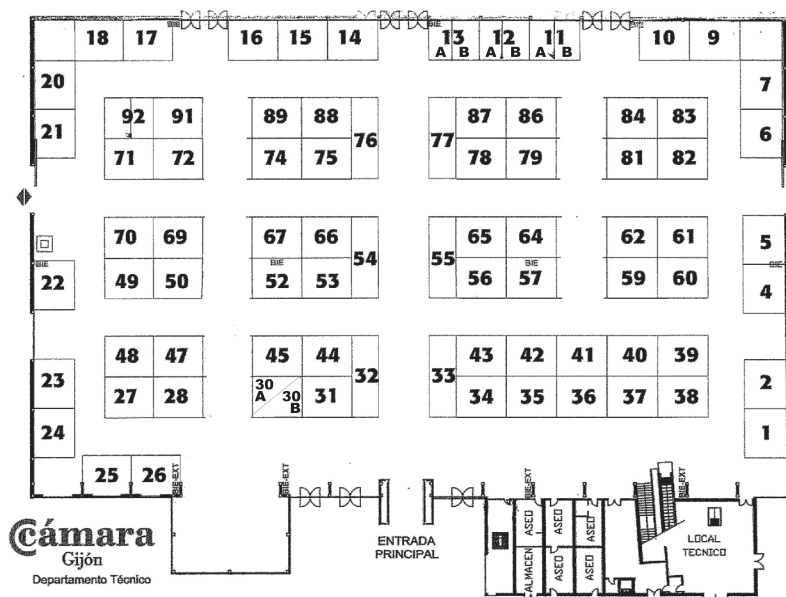 BIE BIE BIE
18 17 16 15 14 13 12 11 10 9
A B A B A B
20 7
92 91 89 88 87 86 84 83
21 76 77 6
71 72 74 75 78 79 81 82
70 69 67 66 65 64 62 61 5
54 55
BIE BIE BIE BIE
22 49 50 52 53 56 57 59 60 4
48 47 45 44 43 42 41 40 39
23 32 33 2
27 28 30 A 30 B 31 34 35 36 37 38
24 1
25 26 BIE-EXT BIE-EXT BIE-EXT BIE-EXT
cámara
Gijón
Departamento Técnico
ENTRADA
PRINCIPAL
ASEO ASEO ASEO
ALMACEN ASEO ASEO
LOCAL
TECNICO